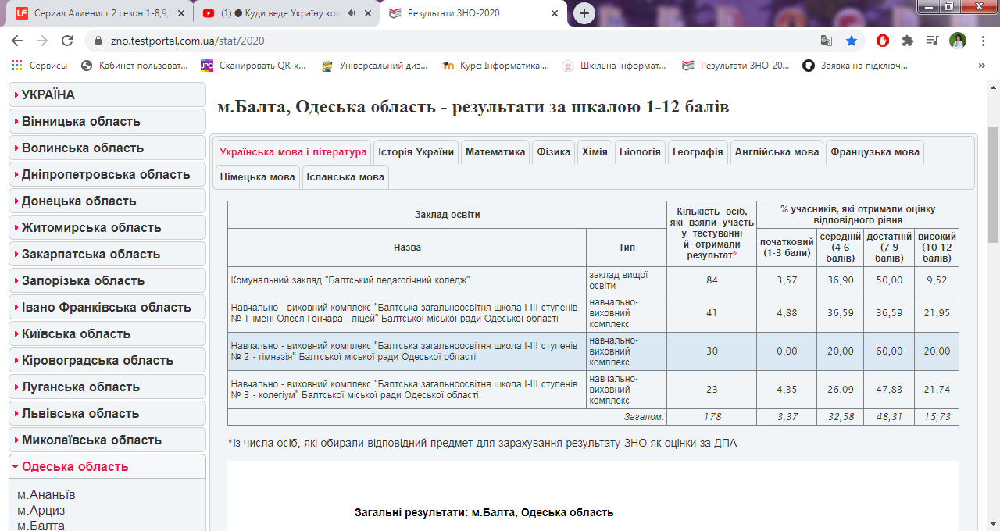 Сериал Алиенист 2 сезон 1-8,9,
(1) ● Куди веде Україну ком
Результати ЗНО-2020
zno.testportal.com.ua/stat/2020
Сервисы
Кабинет пользоват...
Сканировать QR-к...
Універсальний диз...
Курс: Інформатика....
Шкільна інформат...
Результати ЗНО-20...
Заявка на підключ...
УКРАЇНА
Вінницька область
Волинська область
Дніпропетровська область
Донецька область
Житомирська область
Закарпатська область
Запорізька область
Івано-Франківська область
Київська область
Кіровоградська область
Луганська область
Львівська область
Миколаївська область
Одеська область
м.Ананьїв
м.Арциз
м.Балта
м.Балта, Одеська область - результати за шкалою 1-12 балів
Українська мова і література Історія України Математика Фізика Хімія Біологія Географія Англійська мова Французька мова
Німецька мова Іспанська мова
Заклад освіти
Назва
Тип
Кількість осіб,
які взяли участь
у тестуванні
й отримали
результат*
% учасників, які отримали оцінку
відповідного рівня
початковий
(1-3 бали)
середній
(4-6
балів)
достатній
(7-9
балів)
високий
(10-12
балів)
Комунальний заклад "Балтський педагогічний коледж"
заклад вищої
освіти
84 3,57 36,90 50,00 9,52
Навчально - виховний комплекс "Балтська загальноосвітня школа І-ІІІ ступенів
№ 1 імені Олеся Гончара - ліцей" Балтської міської ради Одеської області
навчально-
виховний
комплекс
41 4,88 36,59 36,59 21,95
Навчально - виховний комплекс "Балтська загальноосвітня школа І-ІІІ ступенів
№ 2 - гімназія" Балтської міської ради Одеської області
навчально-
виховний
комплекс
30 0,00 20,00 60,00 20,00
Навчально - виховний комплекс "Балтська загальноосвітня школа І-ІІІ ступенів
№ 3 - колегіум" Балтської міської ради Одеської області
навчально-
виховний
комплекс
23 4,35 26,09 47,83 21,74
Загалом: 178 3,37 32,58 48,31 15,73
*із числа осіб, які обирали відповідний предмет для зарахування результату ЗНО як оцінки за ДПА
Загальні результати: м.Балта, Одеська область